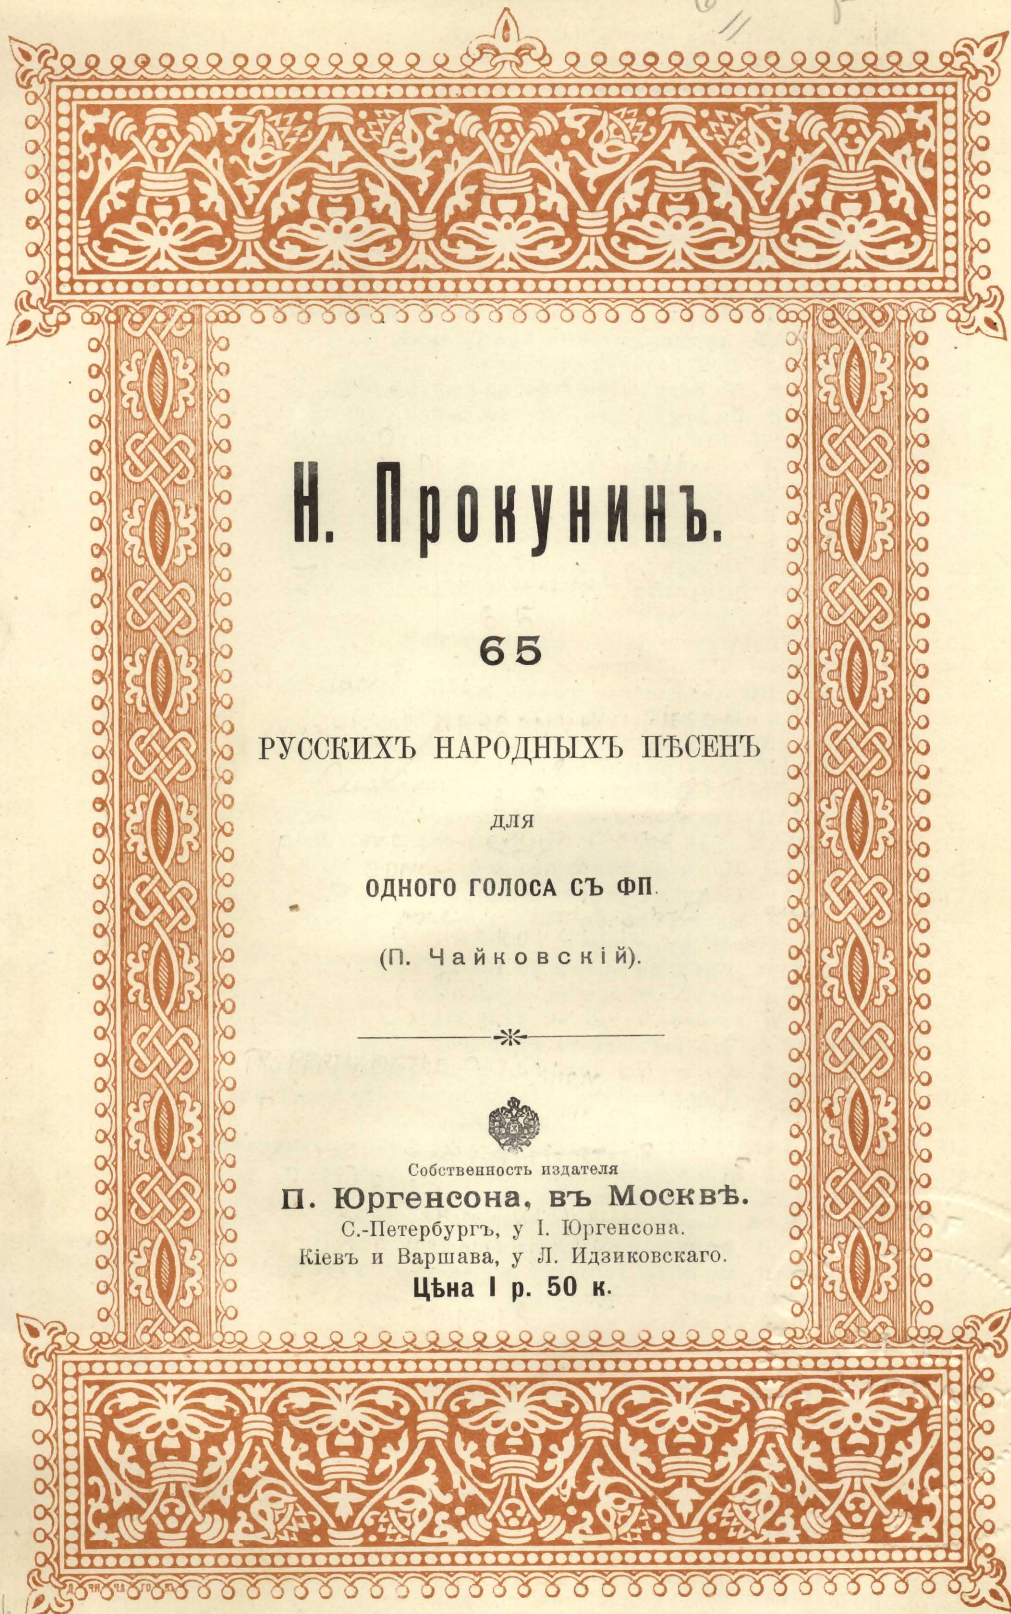 Н. Прокунинъ.
65
РУССКИХЪ НАРОДНЫХЪ ПѢСЕНЪ
ДЛЯ
ОДНОГО ГОЛОСА СЪ ФП.
(П. Чайковскій).
Собственность издателя
П. Юргенсона, въ Москвѣ.
С.-Петербургъ, у І. Юргенсона.
Кіевъ и Варшава, у Л. Идзиковскаго.
Цѣна I р. 50 к.